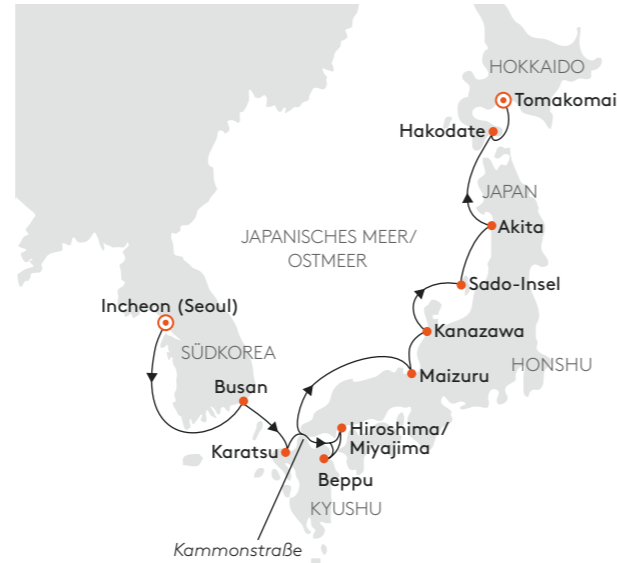 HOKKAIDO
Tomakomai
Hakodate
JAPAN
Akita
JAPANISCHES MEER/
OSTMEER
Sado-Insel
Incheon (Seoul)
Kanazawa
SÜDKOREA
HONSHU
Maizuru
Busan
Hiroshima/
Miyajima
Karatsu
Beppu
KYUSHU
Kammonstraße